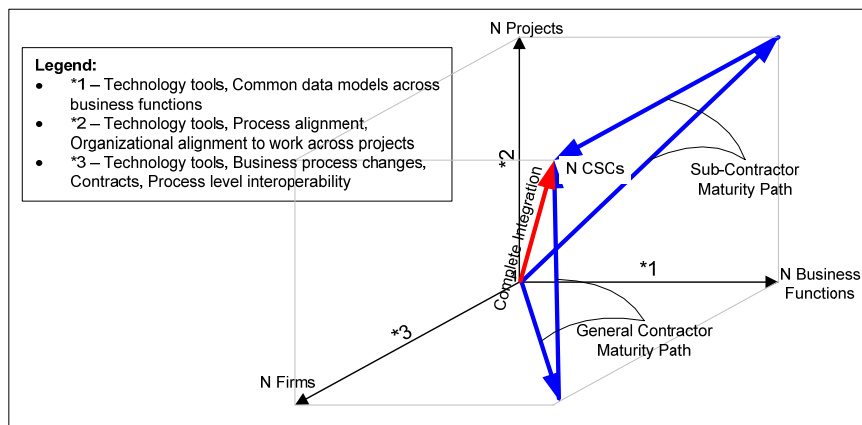 N Projects
Legend:
• *1 – Technology tools, Common data models across
business functions
• *2 – Technology tools, Process alignment,
Organizational alignment to work across projects
• *3 – Technology tools, Business process changes,
Contracts, Process level interoperability
*2
N CSCs
Sub-Contractor
Maturity Path
Complete Integration
*1
N Business
Functions
*3
General Contractor
Maturity Path
N Firms